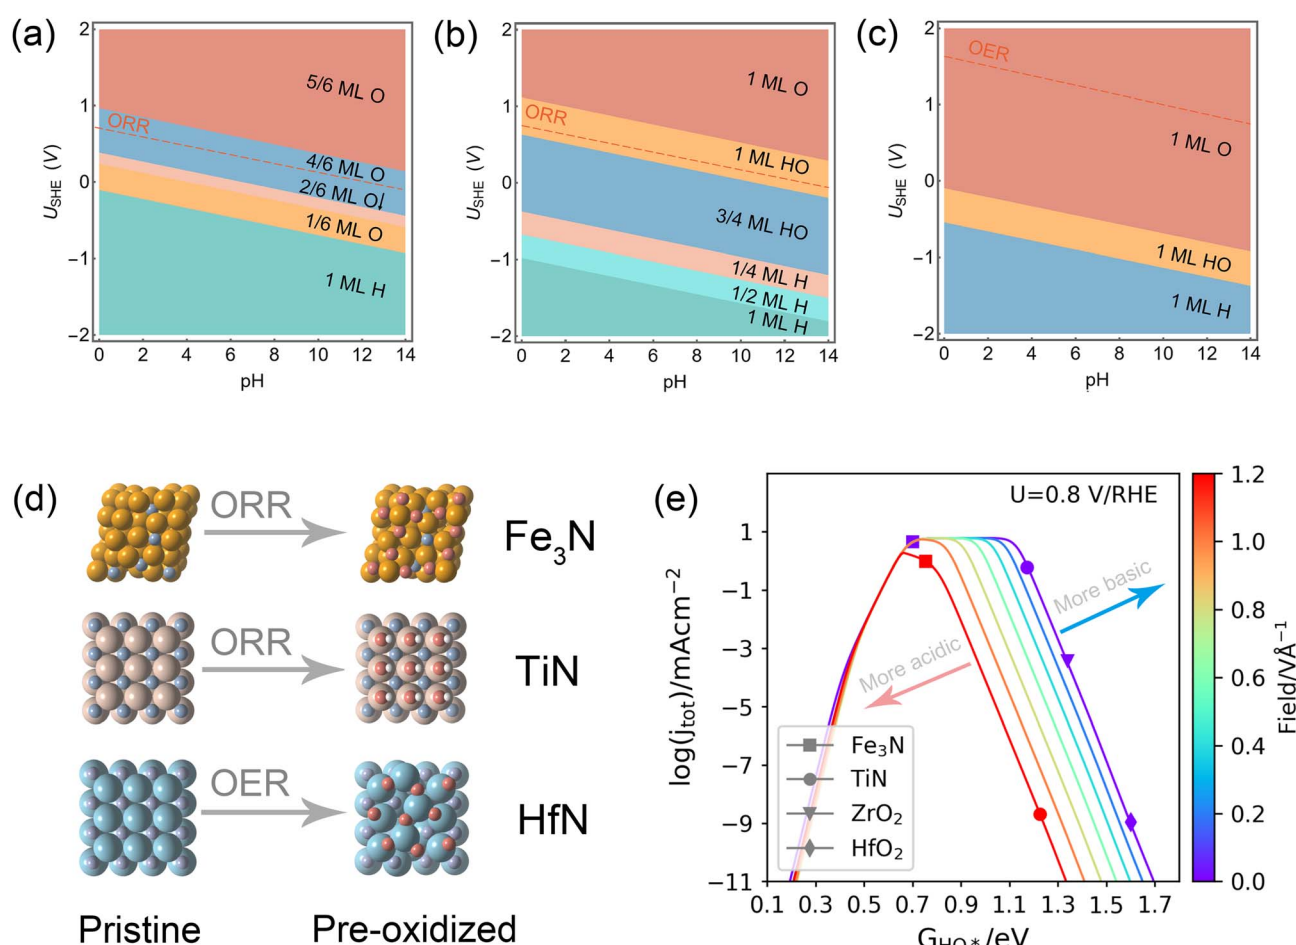 (a)
2
1
0
−1
−2
U_SHE (V)
5/6 ML O
ORR
4/6 ML O
2/6 ML O
1/6 ML O
1 ML H
0 2 4 6 8 10 12 14
pH
(b)
2
1
0
−1
−2
U_SHE (V)
1 ML O
ORR
1 ML HO
3/4 ML HO
1/4 ML H
1/2 ML H
1 ML H
0 2 4 6 8 10 12 14
pH
(c)
2
1
0
−1
−2
U_SHE (V)
OER
1 ML O
1 ML HO
1 ML H
0 2 4 6 8 10 12 14
pH
(d)
ORR
Fe₃N
ORR
TiN
OER
HfN
Pristine
Pre-oxidized
(e)
U=0.8 V/RHE
log(j_tot)/mAcm⁻²
1
−1
−3
−5
−7
−9
−11
More basic
More acidic
Fe₃N
TiN
ZrO₂
HfO₂
0.1 0.3 0.5 0.7 0.9 1.1 1.3 1.5 1.7
G_HO*/eV
1.2
1.0
0.8
0.6
0.4
0.2
0.0
Field/VÅ⁻¹